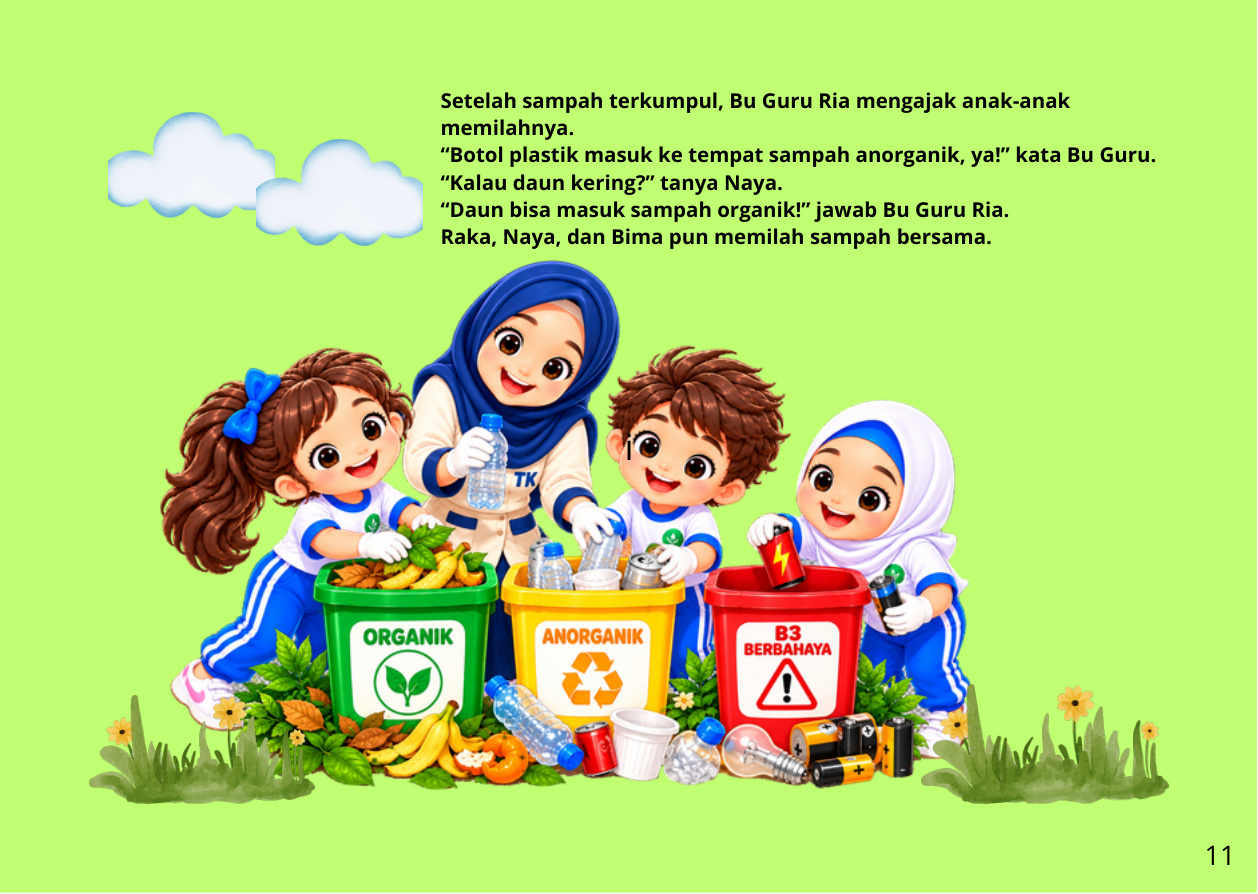 Setelah sampah terkumpul, Bu Guru Ria mengajak anak-anak
memilahnya.
“Botol plastik masuk ke tempat sampah anorganik, ya!” kata Bu Guru.
“Kalau daun kering?” tanya Naya.
“Daun bisa masuk sampah organik!” jawab Bu Guru Ria.
Raka, Naya, dan Bima pun memilah sampah bersama.
TK
ORGANIK
ANORGANIK
B3
BERBAHAYA
11